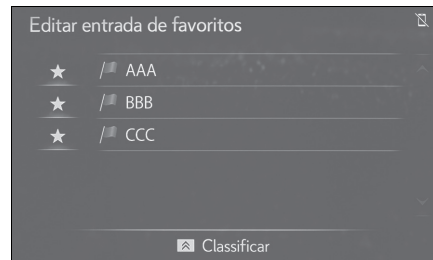 Editar entrada de favoritos
AAA
BBB
CCC
Classificar